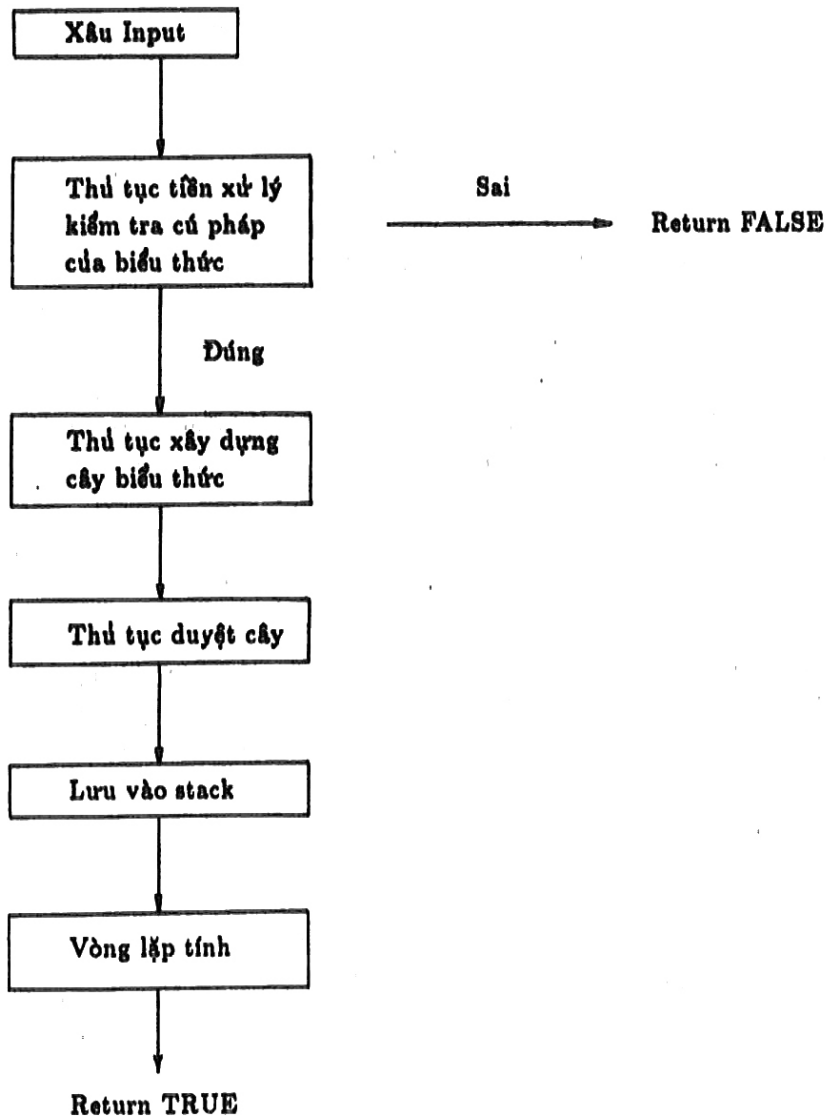 Xâu Input
Thủ tục tiền xử lý
kiểm tra cú pháp
của biểu thức
Sai
Return FALSE
Đúng
Thủ tục xây dựng
cây biểu thức
Thủ tục duyệt cây
Lưu vào stack
Vòng lặp tính
Return TRUE